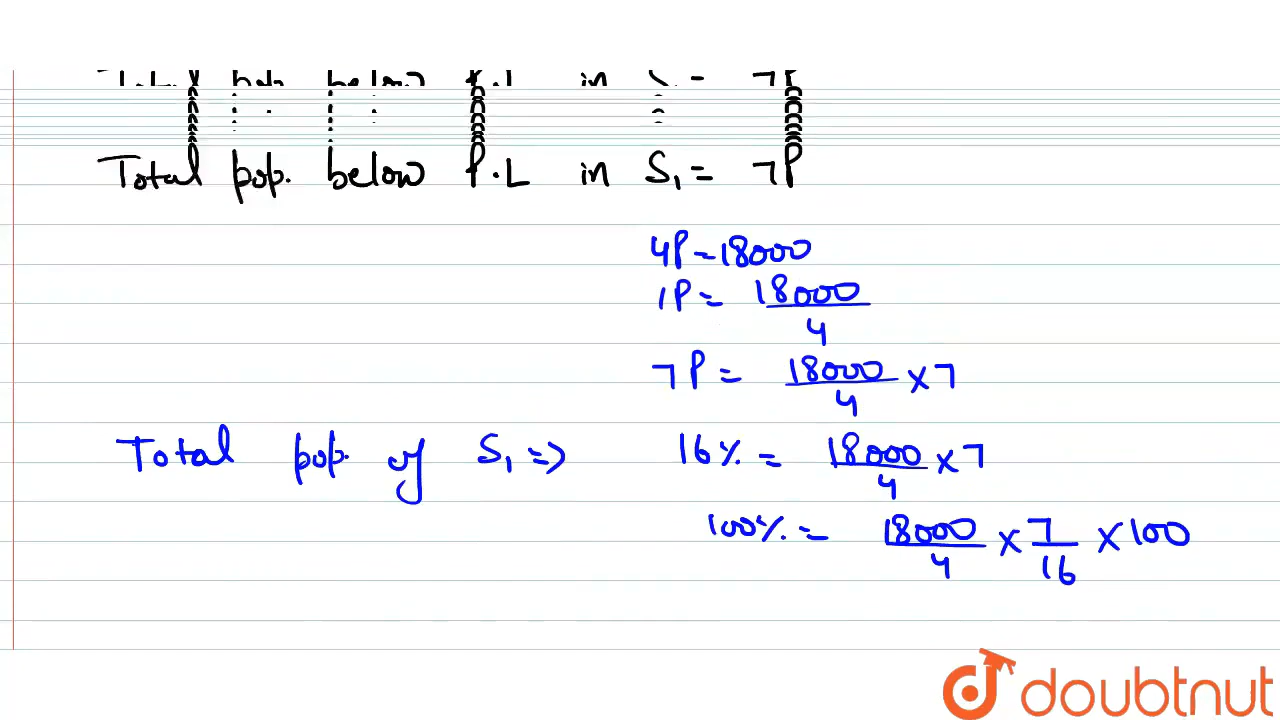 Total pop. below P.L in S₁ = 7P
4P = 18000
1P = 18000/4
7P = 18000/4 × 7
Total pop. of S₁ ⇒ 16% = 18000/4 × 7
100% = 18000/4 × 7/16 × 100
doubtnut